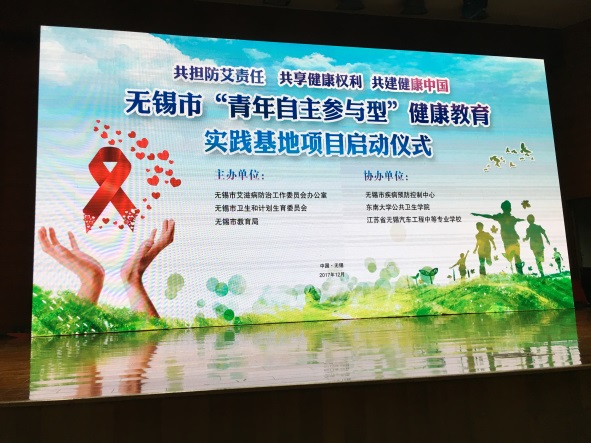 共担防艾责任 共享健康权利 共建健康中国
无锡市“青年自主参与型”健康教育
实践基地项目启动仪式
主办单位：
无锡市艾滋病防治工作委员会办公室
无锡市卫生和计划生育委员会
无锡市教育局
协办单位：
无锡市疾病预防控制中心
东南大学公共卫生学院
江苏省无锡汽车工程中等专业学校
中国·无锡
2017年12月